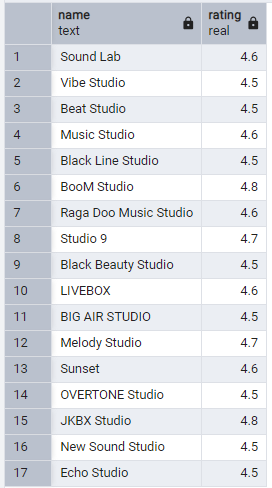 name rating
text real
1 Sound Lab 4.6
2 Vibe Studio 4.5
3 Beat Studio 4.5
4 Music Studio 4.6
5 Black Line Studio 4.5
6 BooM Studio 4.8
7 Raga Doo Music Studio 4.6
8 Studio 9 4.7
9 Black Beauty Studio 4.5
10 LIVEBOX 4.6
11 BIG AIR STUDIO 4.5
12 Melody Studio 4.7
13 Sunset 4.6
14 OVERTONE Studio 4.5
15 JKBX Studio 4.8
16 New Sound Studio 4.5
17 Echo Studio 4.5